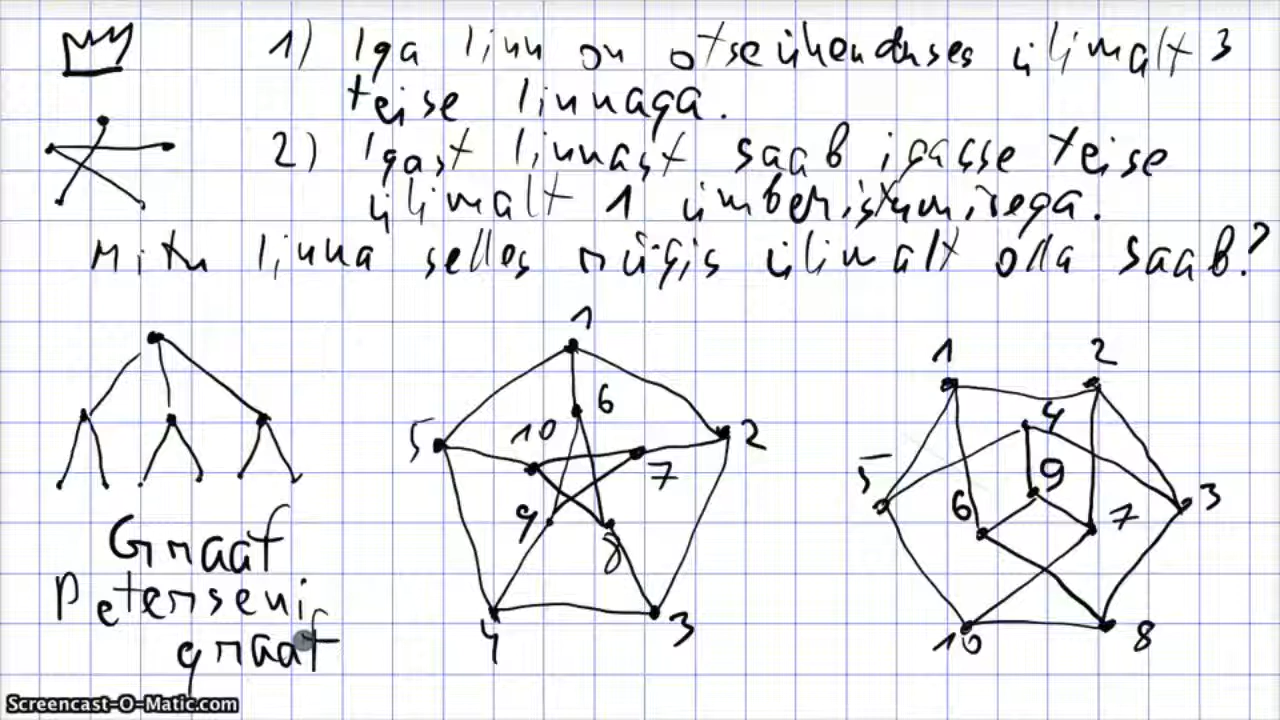 1) Iga linn on otseühenduses ülimalt 3
teise linnaga.
2) Igast linnast saab igasse teise
ülimalt 1 ümberistumisega.
Mitu linna selles riigis ülimalt olla saab?
1
6
5
10
2
7
9
8
4
3
1
2
4
5
9
6
7
3
10
8
Graaf
Peterseni
graaf
Screencast-O-Matic.com